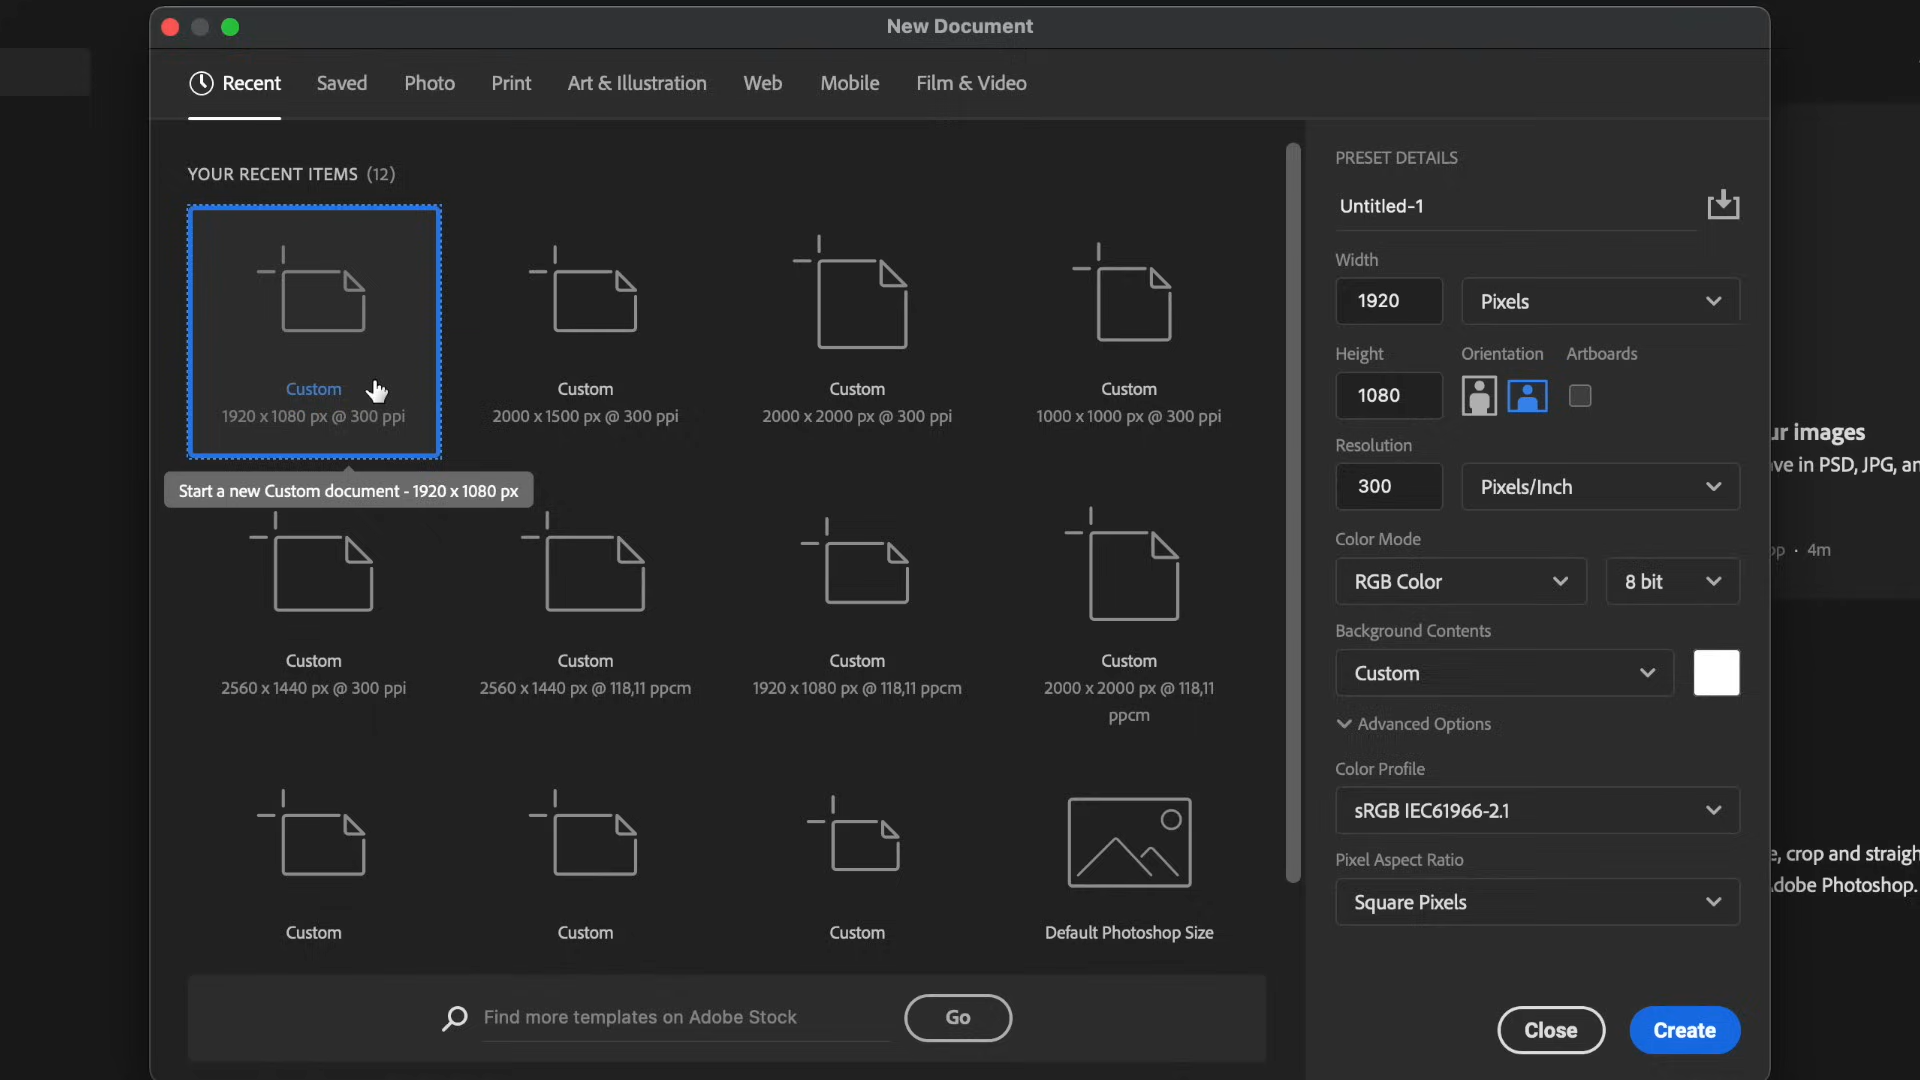 New Document
Recent
Saved
Photo
Print
Art & Illustration
Web
Mobile
Film & Video
YOUR RECENT ITEMS (12)
Custom
1920 x 1080 px @ 300 ppi
Custom
2000 x 1500 px @ 300 ppi
Custom
2000 x 2000 px @ 300 ppi
Custom
1000 x 1000 px @ 300 ppi
Start a new Custom document - 1920 x 1080 px
Custom
2560 x 1440 px @ 300 ppi
Custom
2560 x 1440 px @ 118,11 ppcm
Custom
1920 x 1080 px @ 118,11 ppcm
Custom
2000 x 2000 px @ 118,11
ppcm
Custom
Custom
Custom
Default Photoshop Size
Find more templates on Adobe Stock
Go
PRESET DETAILS
Untitled-1
Width
1920
Pixels
Height
Orientation
Artboards
1080
Resolution
300
Pixels/Inch
Color Mode
RGB Color
8 bit
Background Contents
Custom
Advanced Options
Color Profile
sRGB IEC61966-2.1
Pixel Aspect Ratio
Square Pixels
Close
Create
images
in PSD, JPG,
· 4m
, crop and
Photoshop.